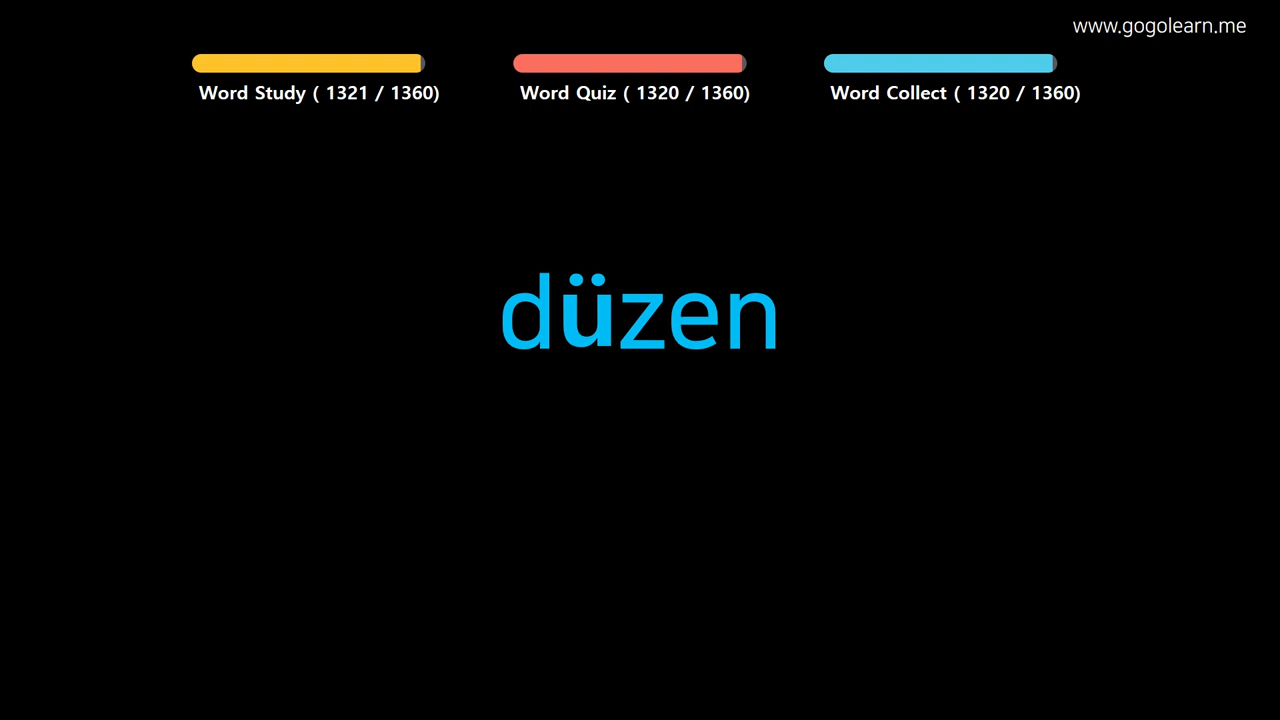 www.gogolearn.me
Word Study ( 1321 / 1360)
Word Quiz ( 1320 / 1360)
Word Collect ( 1320 / 1360)
düzen